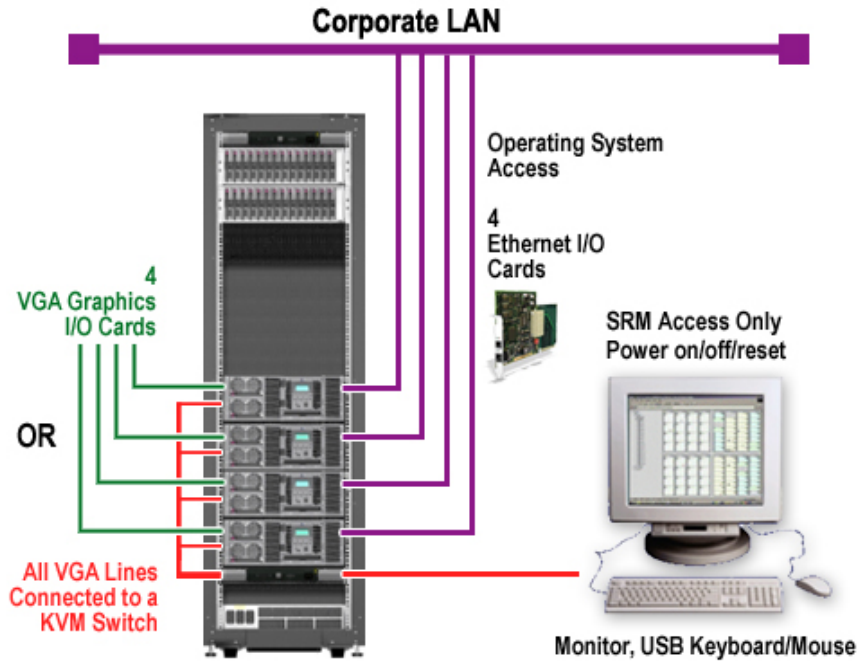 Corporate LAN
Operating System
Access
4
Ethernet I/O
Cards
4
VGA Graphics
I/O Cards
SRM Access Only
Power on/off/reset
OR
All VGA Lines
Connected to a
KVM Switch
Monitor, USB Keyboard/Mouse